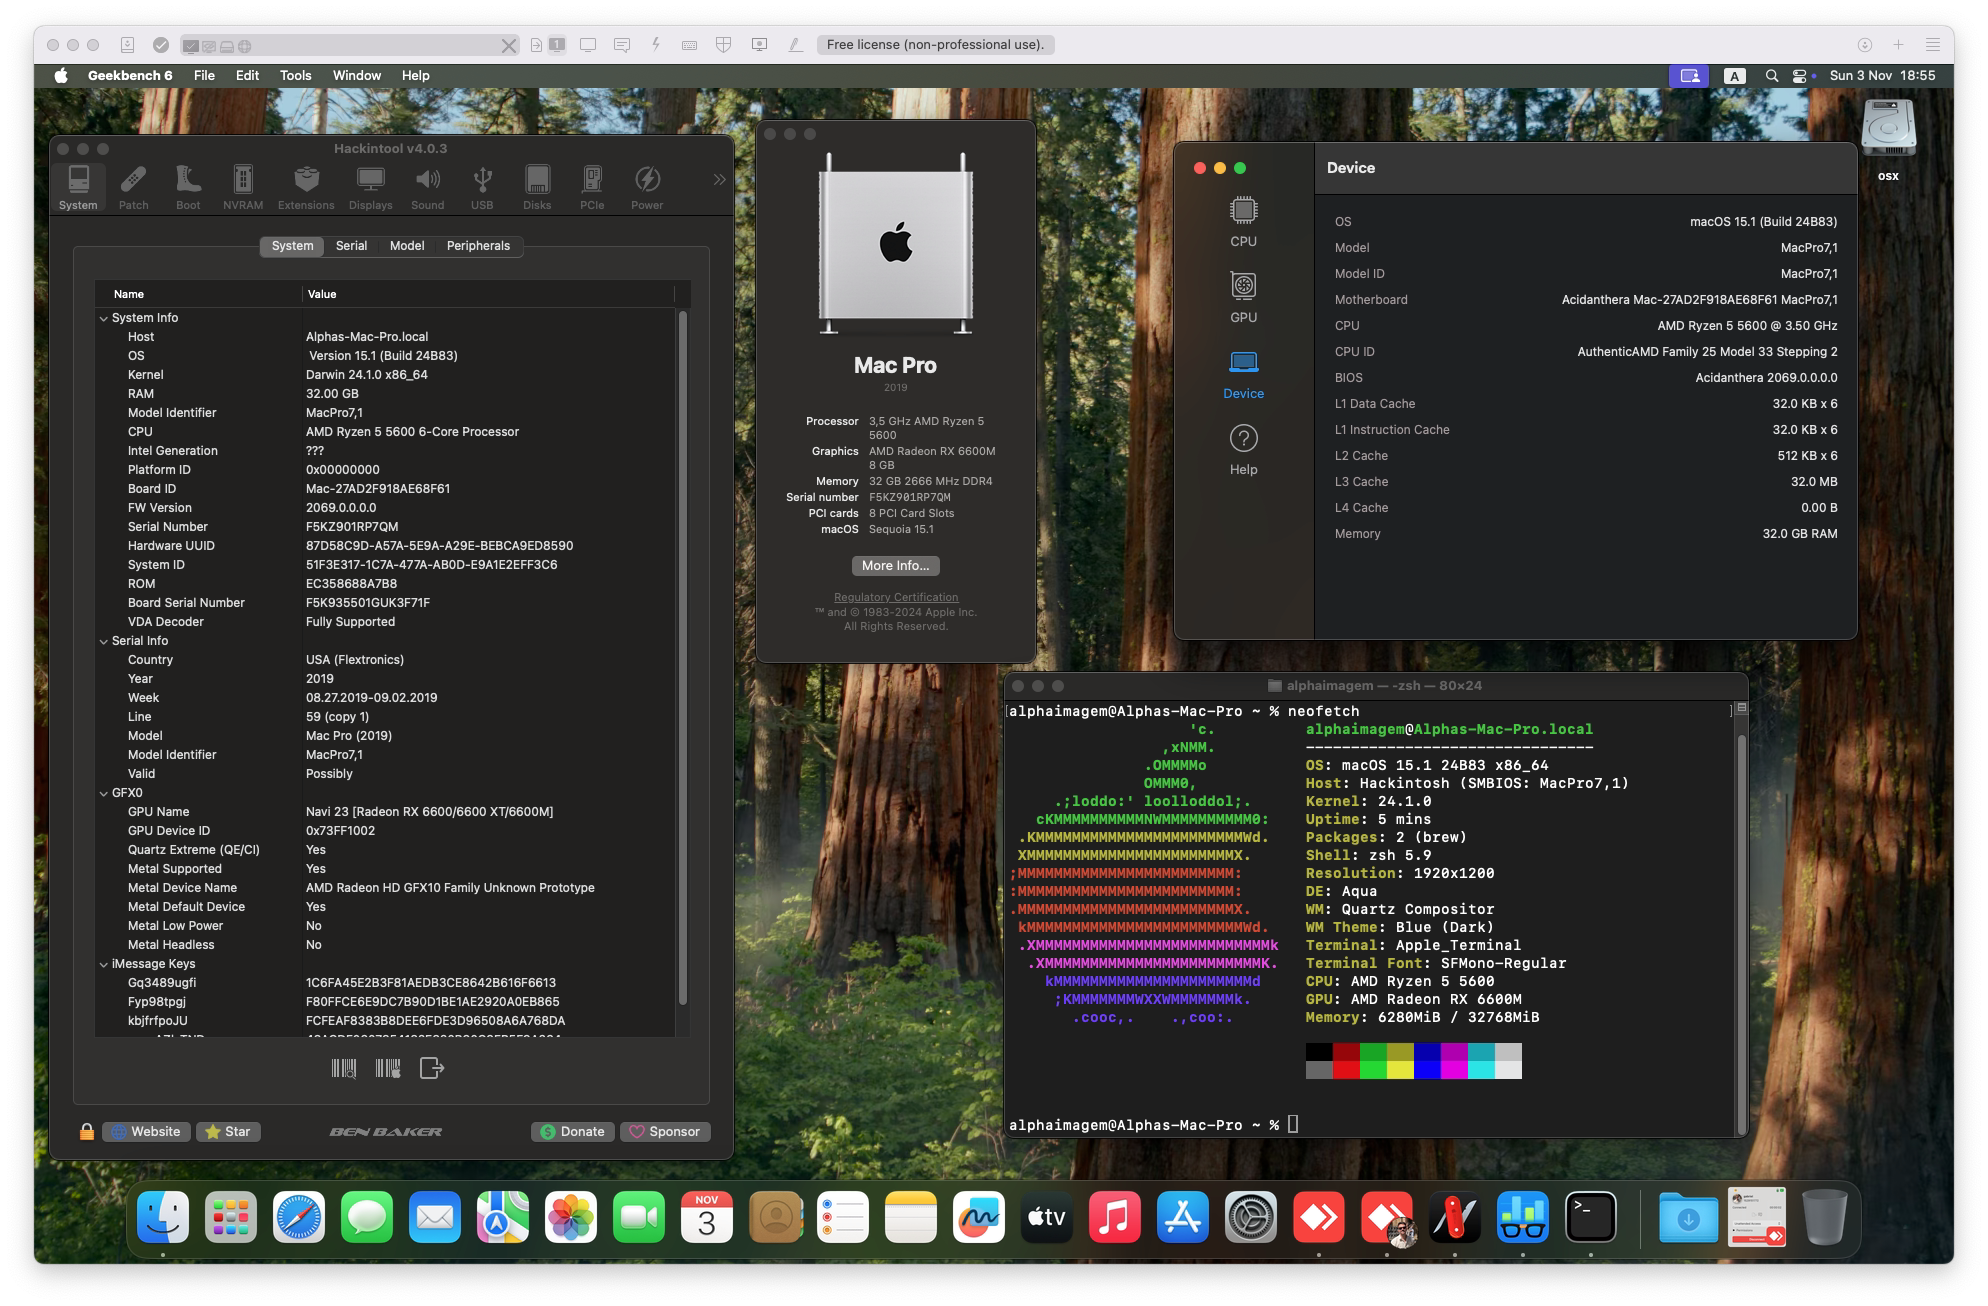 1
Free license (non-professional use).
Geekbench 6 File Edit Tools Window Help
A
Sun 3 Nov 18:55
osx
Hackintool v4.0.3
System Patch Boot NVRAM Extensions Displays Sound USB Disks PCIe Power
System Serial Model Peripherals
Name Value
System Info
Host Alphas-Mac-Pro.local
OS Version 15.1 (Build 24B83)
Kernel Darwin 24.1.0 x86_64
RAM 32.00 GB
Model Identifier MacPro7,1
CPU AMD Ryzen 5 5600 6-Core Processor
Intel Generation ???
Platform ID 0x00000000
Board ID Mac-27AD2F918AE68F61
FW Version 2069.0.0.0.0
Serial Number F5KZ901RP7QM
Hardware UUID 87D58C9D-A57A-5E9A-A29E-BEBCA9ED8590
System ID 51F3E317-1C7A-477A-AB0D-E9A1E2EFF3C6
ROM EC358688A7B8
Board Serial Number F5K935501GUK3F71F
VDA Decoder Fully Supported
Serial Info
Country USA (Flextronics)
Year 2019
Week 08.27.2019-09.02.2019
Line 59 (copy 1)
Model Mac Pro (2019)
Model Identifier MacPro7,1
Valid Possibly
GFX0
GPU Name Navi 23 [Radeon RX 6600/6600 XT/6600M]
GPU Device ID 0x73FF1002
Quartz Extreme (QE/CI) Yes
Metal Supported Yes
Metal Device Name AMD Radeon HD GFX10 Family Unknown Prototype
Metal Default Device Yes
Metal Low Power No
Metal Headless No
iMessage Keys
Gq3489ugfi 1C6FA45E2B3F81AEDB3CE8642B616F6613
Fyp98tpgj F80FFCE6E9DC7B90D1BE1AE2920A0EB865
kbjfrfpoJU FCFEAF8383B8DEE6FDE3D96508A6A768DA
Website Star BEN BAKER Donate Sponsor
Mac Pro
2019
Processor 3,5 GHz AMD Ryzen 5
5600
Graphics AMD Radeon RX 6600M
8 GB
Memory 32 GB 2666 MHz DDR4
Serial number F5KZ901RP7QM
PCI cards 8 PCI Card Slots
macOS Sequoia 15.1
More Info...
Regulatory Certification
™ and © 1983-2024 Apple Inc.
All Rights Reserved.
CPU
GPU
Device
Help
Device
OS macOS 15.1 (Build 24B83)
Model MacPro7,1
Model ID MacPro7,1
Motherboard Acidanthera Mac-27AD2F918AE68F61 MacPro7,1
CPU AMD Ryzen 5 5600 @ 3.50 GHz
CPU ID AuthenticAMD Family 25 Model 33 Stepping 2
BIOS Acidanthera 2069.0.0.0.0
L1 Data Cache 32.0 KB x 6
L1 Instruction Cache 32.0 KB x 6
L2 Cache 512 KB x 6
L3 Cache 32.0 MB
L4 Cache 0.00 B
Memory 32.0 GB RAM
alphaimagem — -zsh — 80×24
alphaimagem@Alphas-Mac-Pro ~ % neofetch
'c. alphaimagem@Alphas-Mac-Pro.local
,xNMM. --------------------------------
.OMMMMo OS: macOS 15.1 24B83 x86_64
OMMM0, Host: Hackintosh (SMBIOS: MacPro7,1)
.;loddo:' loolloddol;. Kernel: 24.1.0
cKMMMMMMMMMMNWMMMMMMMMMM0: Uptime: 5 mins
.KMMMMMMMMMMMMMMMMMMMMMMMWd. Packages: 2 (brew)
XMMMMMMMMMMMMMMMMMMMMMMMX. Shell: zsh 5.9
;MMMMMMMMMMMMMMMMMMMMMMMM: Resolution: 1920x1200
:MMMMMMMMMMMMMMMMMMMMMMMM: DE: Aqua
.MMMMMMMMMMMMMMMMMMMMMMMMX. WM: Quartz Compositor
kMMMMMMMMMMMMMMMMMMMMMMMMWd. WM Theme: Blue (Dark)
.XMMMMMMMMMMMMMMMMMMMMMMMMMMk Terminal: Apple_Terminal
.XMMMMMMMMMMMMMMMMMMMMMMMMK. Terminal Font: SFMono-Regular
kMMMMMMMMMMMMMMMMMMMMMMd CPU: AMD Ryzen 5 5600
;KMMMMMMMWXXWMMMMMMMk. GPU: AMD Radeon RX 6600M
.cooc,. .,coo:. Memory: 6280MiB / 32768MiB
alphaimagem@Alphas-Mac-Pro ~ %
NOV
3
tv
>_